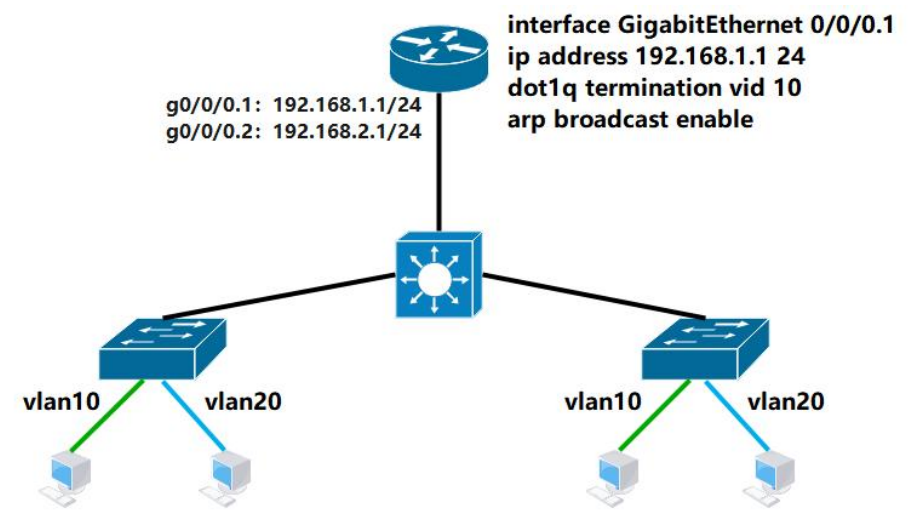 interface GigabitEthernet 0/0/0.1
ip address 192.168.1.1 24
dot1q termination vid 10
arp broadcast enable
g0/0/0.1: 192.168.1.1/24
g0/0/0.2: 192.168.2.1/24
vlan10
vlan20
vlan10
vlan20